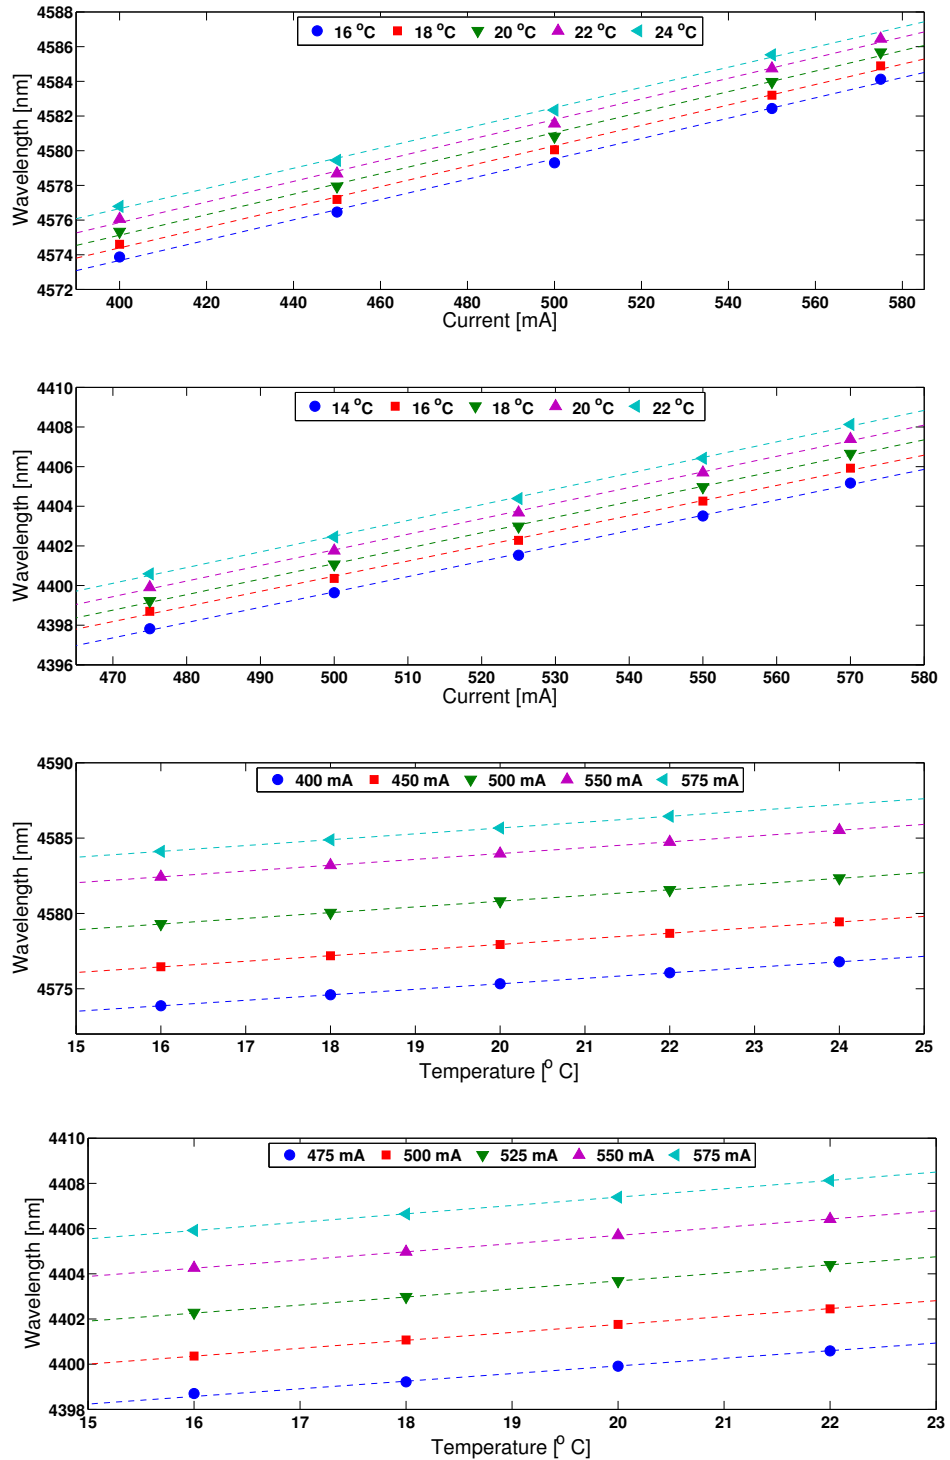 4588
4586
4584
4582
4580
4578
4576
4574
4572
Wavelength [nm]
16 °C 18 °C 20 °C 22 °C 24 °C
400 420 440 460 480 500 520 540 560 580
Current [mA]
4410
4408
4406
4404
4402
4400
4398
4396
Wavelength [nm]
14 °C 16 °C 18 °C 20 °C 22 °C
470 480 490 500 510 520 530 540 550 560 570 580
Current [mA]
4590
4585
4580
4575
Wavelength [nm]
400 mA 450 mA 500 mA 550 mA 575 mA
15 16 17 18 19 20 21 22 23 24 25
Temperature [° C]
4410
4408
4406
4404
4402
4400
4398
Wavelength [nm]
475 mA 500 mA 525 mA 550 mA 575 mA
15 16 17 18 19 20 21 22 23
Temperature [° C]